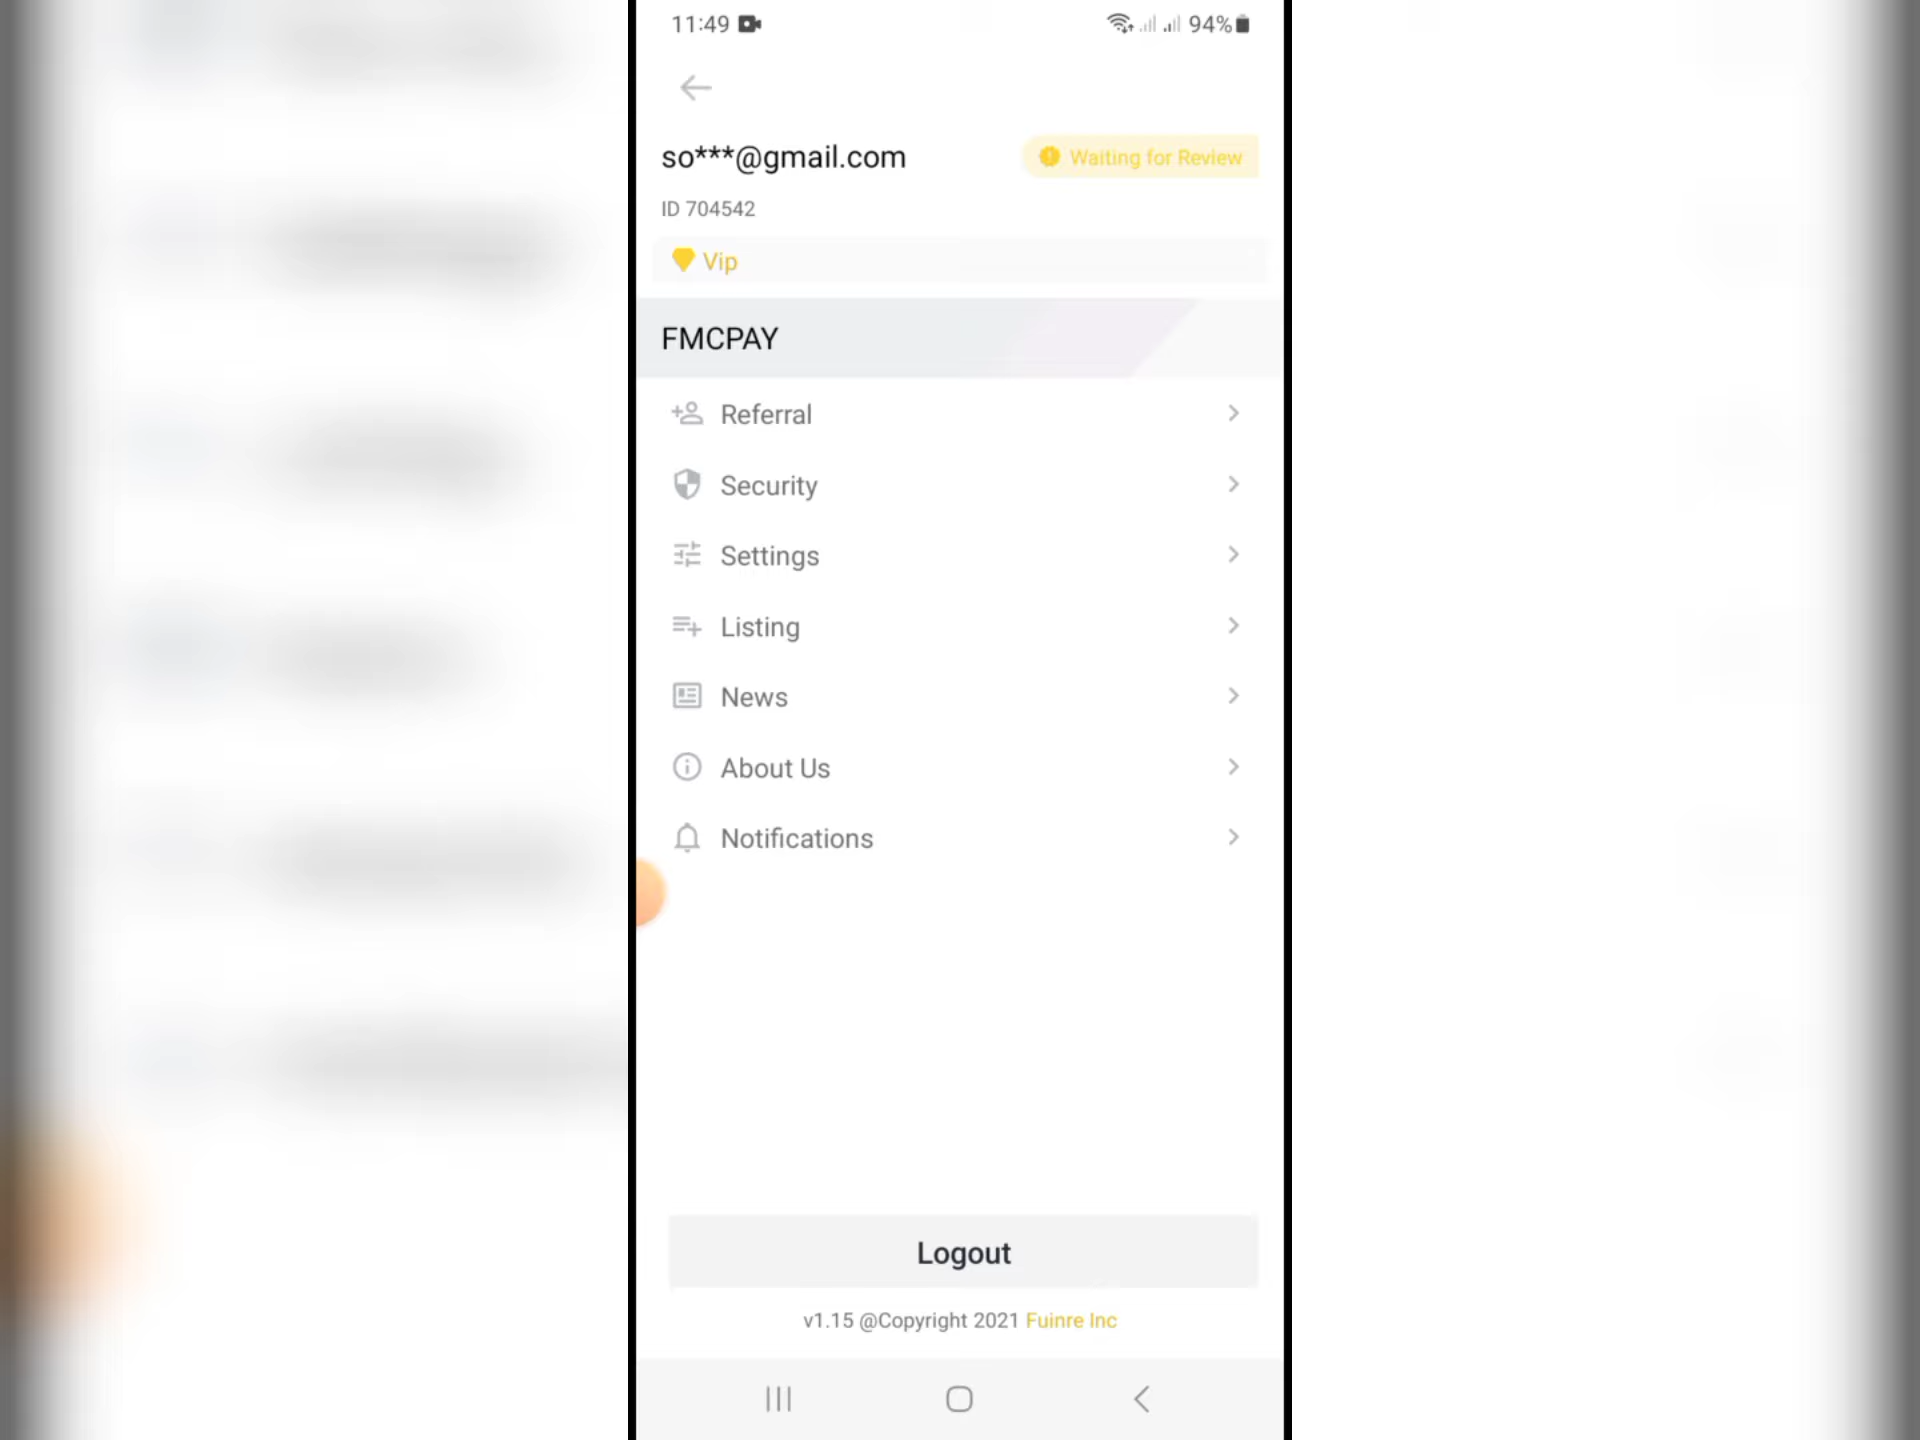 11:49 94%
so***@gmail.com Waiting for Review
ID 704542
Vip
FMCPAY
Referral
Security
Settings
Listing
News
About Us
Notifications
Logout
v1.15 @Copyright 2021 Fuinre Inc